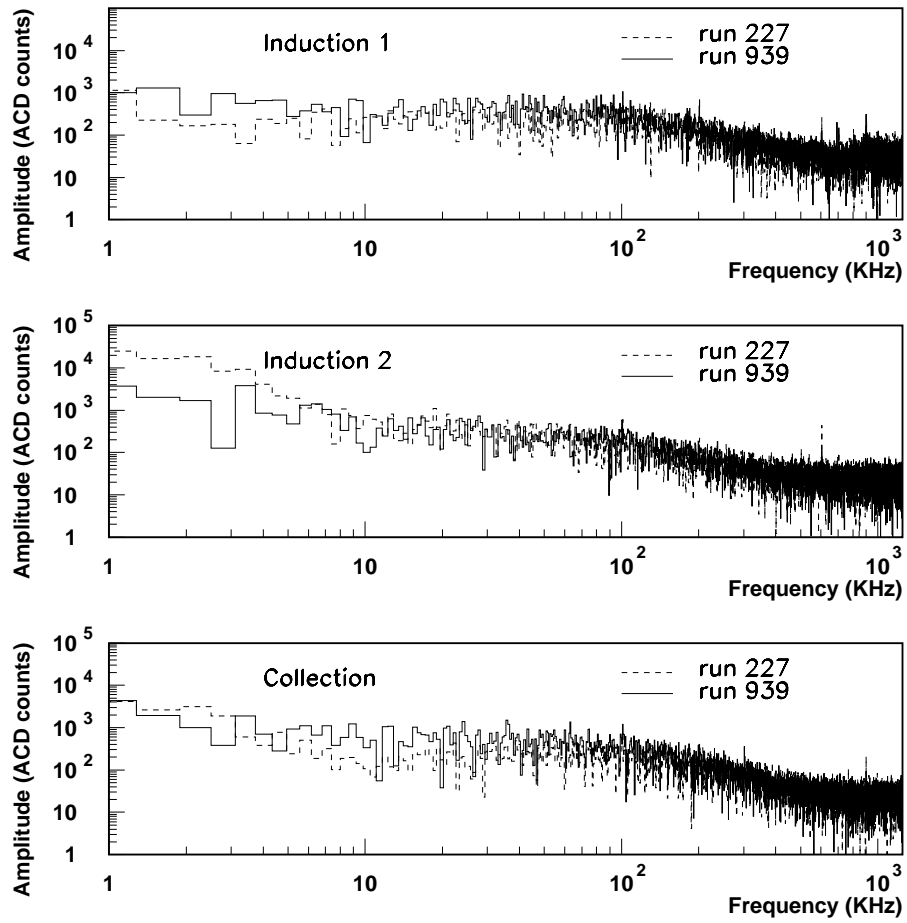 Amplitude (ACD counts)
10^4
10^3
10^2
10
1
Induction 1
run 227
run 939
1 10 10^2 10^3
Frequency (KHz)
Amplitude (ACD counts)
10^5
10^4
10^3
10^2
10
1
Induction 2
run 227
run 939
1 10 10^2 10^3
Frequency (KHz)
Amplitude (ACD counts)
10^5
10^4
10^3
10^2
10
1
Collection
run 227
run 939
1 10 10^2 10^3
Frequency (KHz)